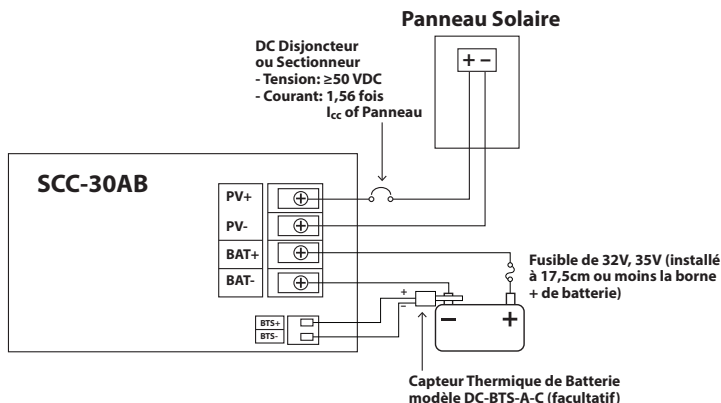 Panneau Solaire
DC Disjoncteur
ou Sectionneur
- Tension: ≥50 VDC
- Courant: 1,56 fois
Icc of Panneau
+ -
SCC-30AB
PV+
PV-
BAT+
BAT-
BTS+
BTS-
+
–
Fusible de 32V, 35V (installé
à 17,5cm ou moins la borne
+ de batterie)
– +
Capteur Thermique de Batterie
modèle DC-BTS-A-C (facultatif)